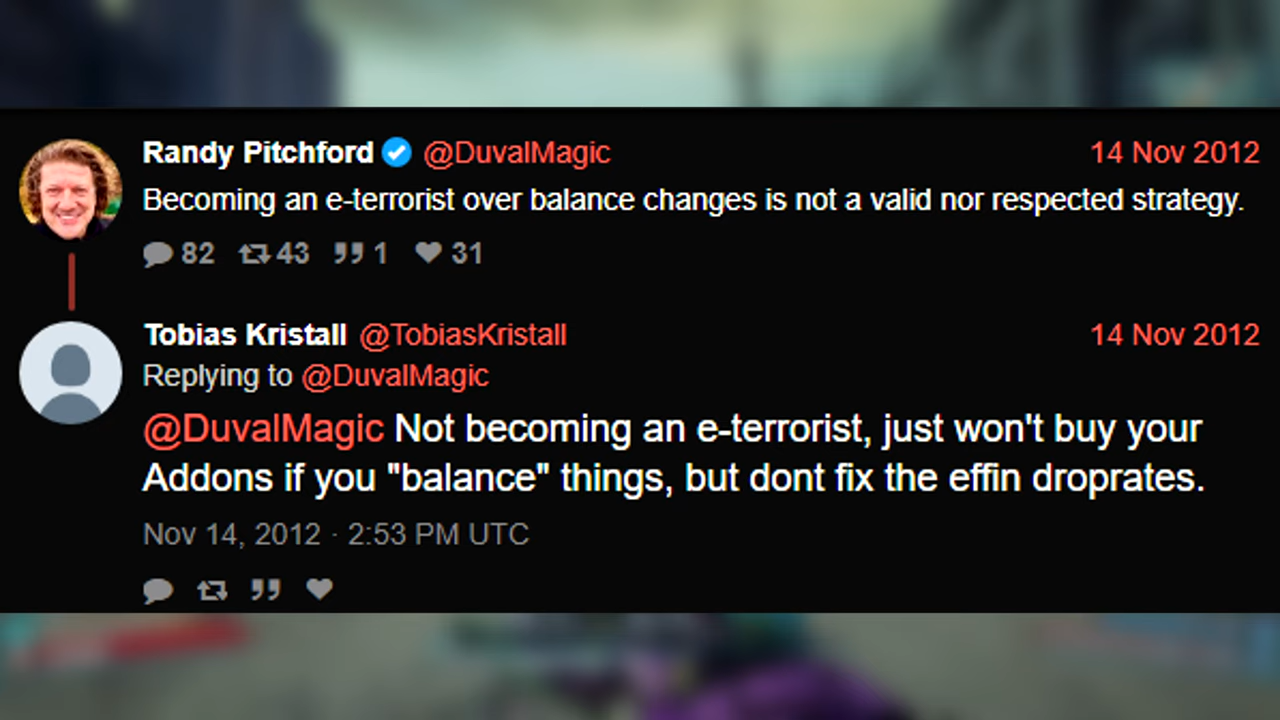 Randy Pitchford @DuvalMagic 14 Nov 2012
Becoming an e-terrorist over balance changes is not a valid nor respected strategy.
82 43 1 31
Tobias Kristall @TobiasKristall 14 Nov 2012
Replying to @DuvalMagic
@DuvalMagic Not becoming an e-terrorist, just won't buy your
Addons if you "balance" things, but dont fix the effin droprates.
Nov 14, 2012 · 2:53 PM UTC